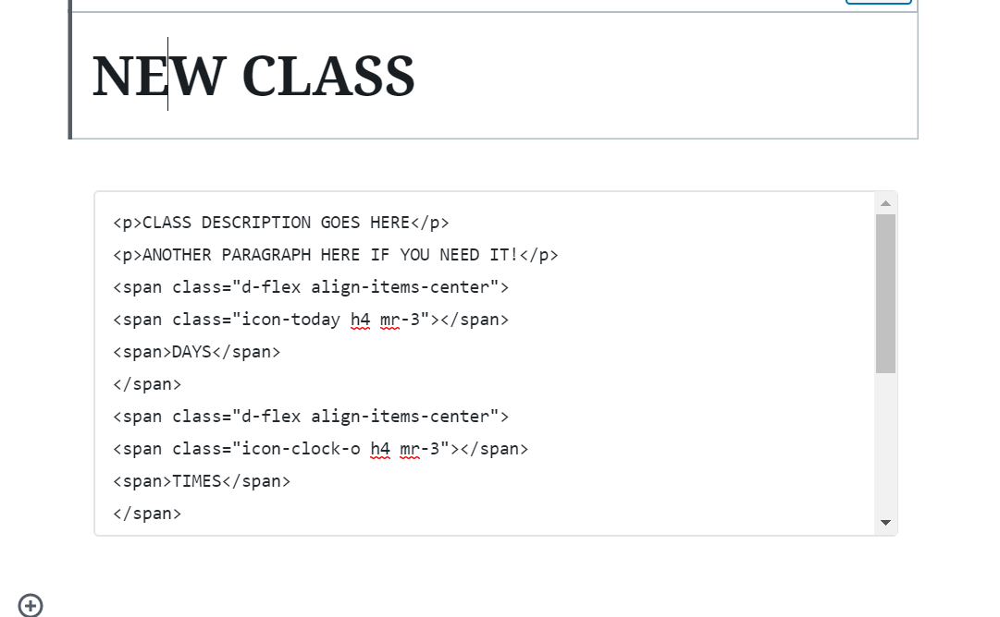 NEW CLASS
<p>CLASS DESCRIPTION GOES HERE</p>
<p>ANOTHER PARAGRAPH HERE IF YOU NEED IT!</p>
<span class="d-flex align-items-center">
<span class="icon-today h4 mr-3"></span>
<span>DAYS</span>
</span>
<span class="d-flex align-items-center">
<span class="icon-clock-o h4 mr-3"></span>
<span>TIMES</span>
</span>